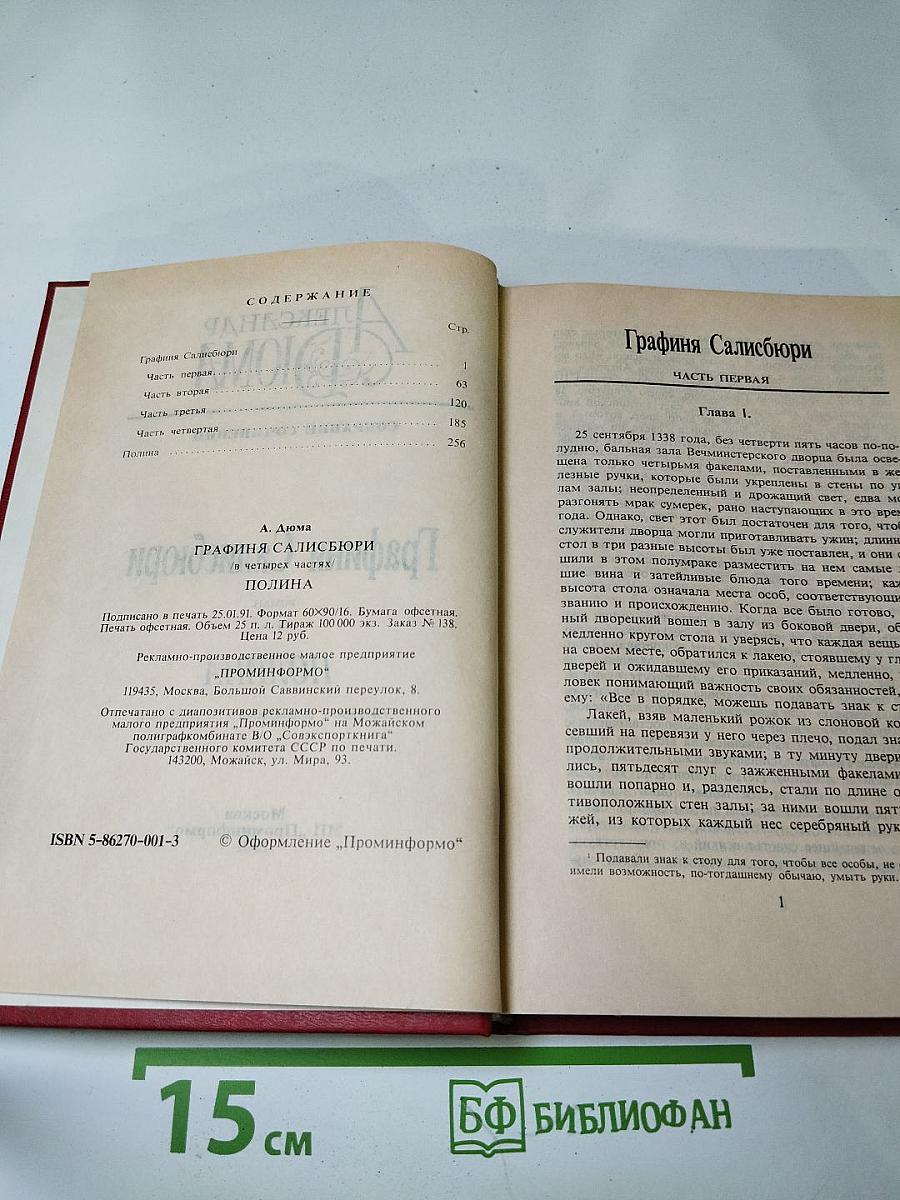 СОДЕРЖАНИЕ
Стр.
Графиня Салисбюри
Часть первая. 1
Часть вторая 63
Часть третья 120
Часть четвертая 185
Полина 256
А. Дюма
ГРАФИНЯ САЛИСБЮРИ
/в четырех частях/
ПОЛИНА
Подписано в печать 25.01.91. Формат 60×90/16. Бумага офсетная.
Печать офсетная. Объем 25 п. л. Тираж 100 000 экз. Заказ № 138.
Цена 12 руб.
Рекламно-производственное малое предприятие
„ПРОМИНФОРМО“
119435, Москва, Большой Саввинский переулок, 8.
Отпечатано с диапозитивов рекламно-производственного
малого предприятия „Проминформо“ на Можайском
полиграфкомбинате В/О „Совэкспорткнига“
Государственного комитета СССР по печати.
143200, Можайск, ул. Мира, 93.
ISBN 5-86270-001-3 © Оформление „Проминформо“
Графиня Салисбюри
ЧАСТЬ ПЕРВАЯ
Глава I.
25 сентября 1338 года, без четверти пять часов по-по-
лудню, бальная зала Вечминстерского дворца была осве-
щена только четырьмя факелами, поставленными в же-
лезные ручки, которые были укреплены в стены по уг
лам залы; неопределенный и дрожащий свет, едва мо
разгонять мрак сумерек, рано наступающих в это врем
года. Однако, свет этот был достаточен для того, чтоб
служители дворца могли приготавливать ужин; длинн
стол в три разные высоты был уже поставлен, и они с
шили в этом полумраке разместить на нем самые
шие вина и затейливые блюда того времени; каж
высота стола означала места особ, соответствующи
званию и происхождению. Когда все было готово,
ный дворецкий вошел в залу из боковой двери, об
медленно кругом стола и уверясь, что каждая вещь
на своем месте, обратился к лакею, стоявшему у гл
дверей и ожидавшему его приказаний, медленно,
ловек понимающий важность своих обязанностей,
ему: «Все в порядке, можешь подавать знак к ст
Лакей, взяв маленький рожок из слоновой ко
севший на перевязи у него через плечо, подал зна
продолжительными звуками; в ту минуту двери
лись, пятьдесят слуг с зажженными факелами
вошли попарно и, разделясь, стали по длине о
тивоположных стен залы; за ними вошли пят
жей, из которых каждый нес серебряный рук
¹ Подавали знак к столу для того, чтобы все особы, не
имели возможность, по-тогдашнему обычаю, умыть руки.
1
15 см
БФ БИБЛИОФАН